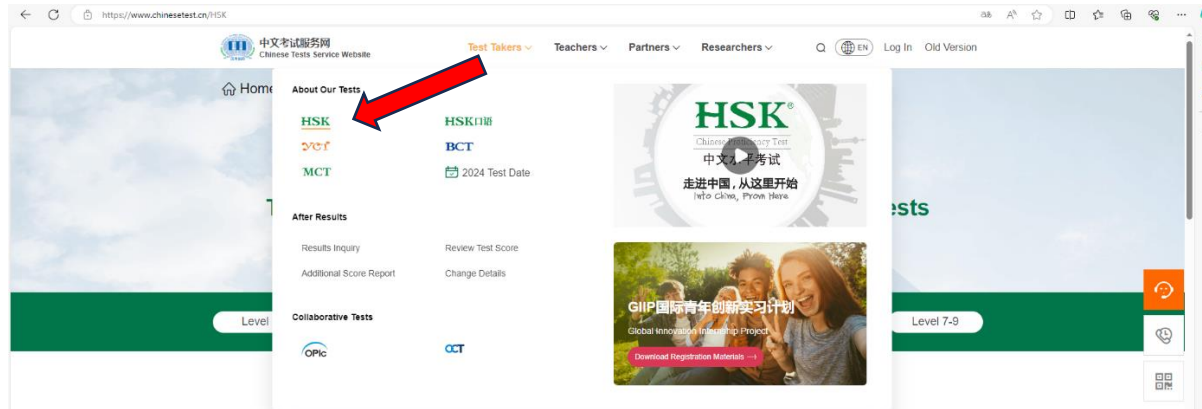 https://www.chinesetest.cn/HSK
中文考试服务网
Chinese Tests Service Website
Test Takers
Teachers
Partners
Researchers
EN
Log In
Old Version
Home
About Our Tests
HSK
HSK口语
YCT
BCT
MCT
2024 Test Date
After Results
Results Inquiry
Review Test Score
Additional Score Report
Change Details
Collaborative Tests
OPIc
CCT
HSK®
Chinese Proficiency Test
中文水平考试
走进中国,从这里开始
Into China, From Here
GIIP国际青年创新实习计划
Global Innovation Internship Project
Download Registration Materials →
ests
Level
Level 7-9